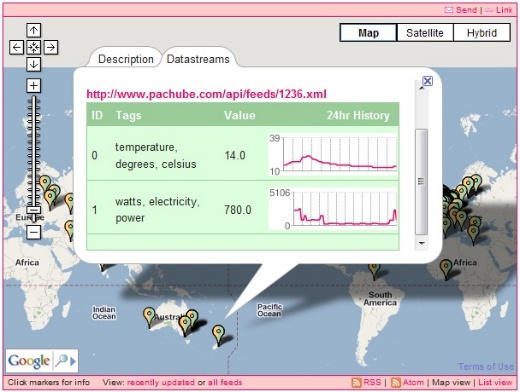 Send | Link
Map Satellite Hybrid
Description Datastreams
http://www.pachube.com/api/feeds/1236.xml
ID Tags Value 24hr History
0 temperature, degrees, celsius 14.0 39 10
1 watts, electricity, power 780.0 5106 0
Europe
Africa
Indian Ocean
Australia
Pacific Ocean
South America
Africa
Google
Terms of Use
Click markers for info View: recently updated or all feeds RSS | Atom | Map view | List view